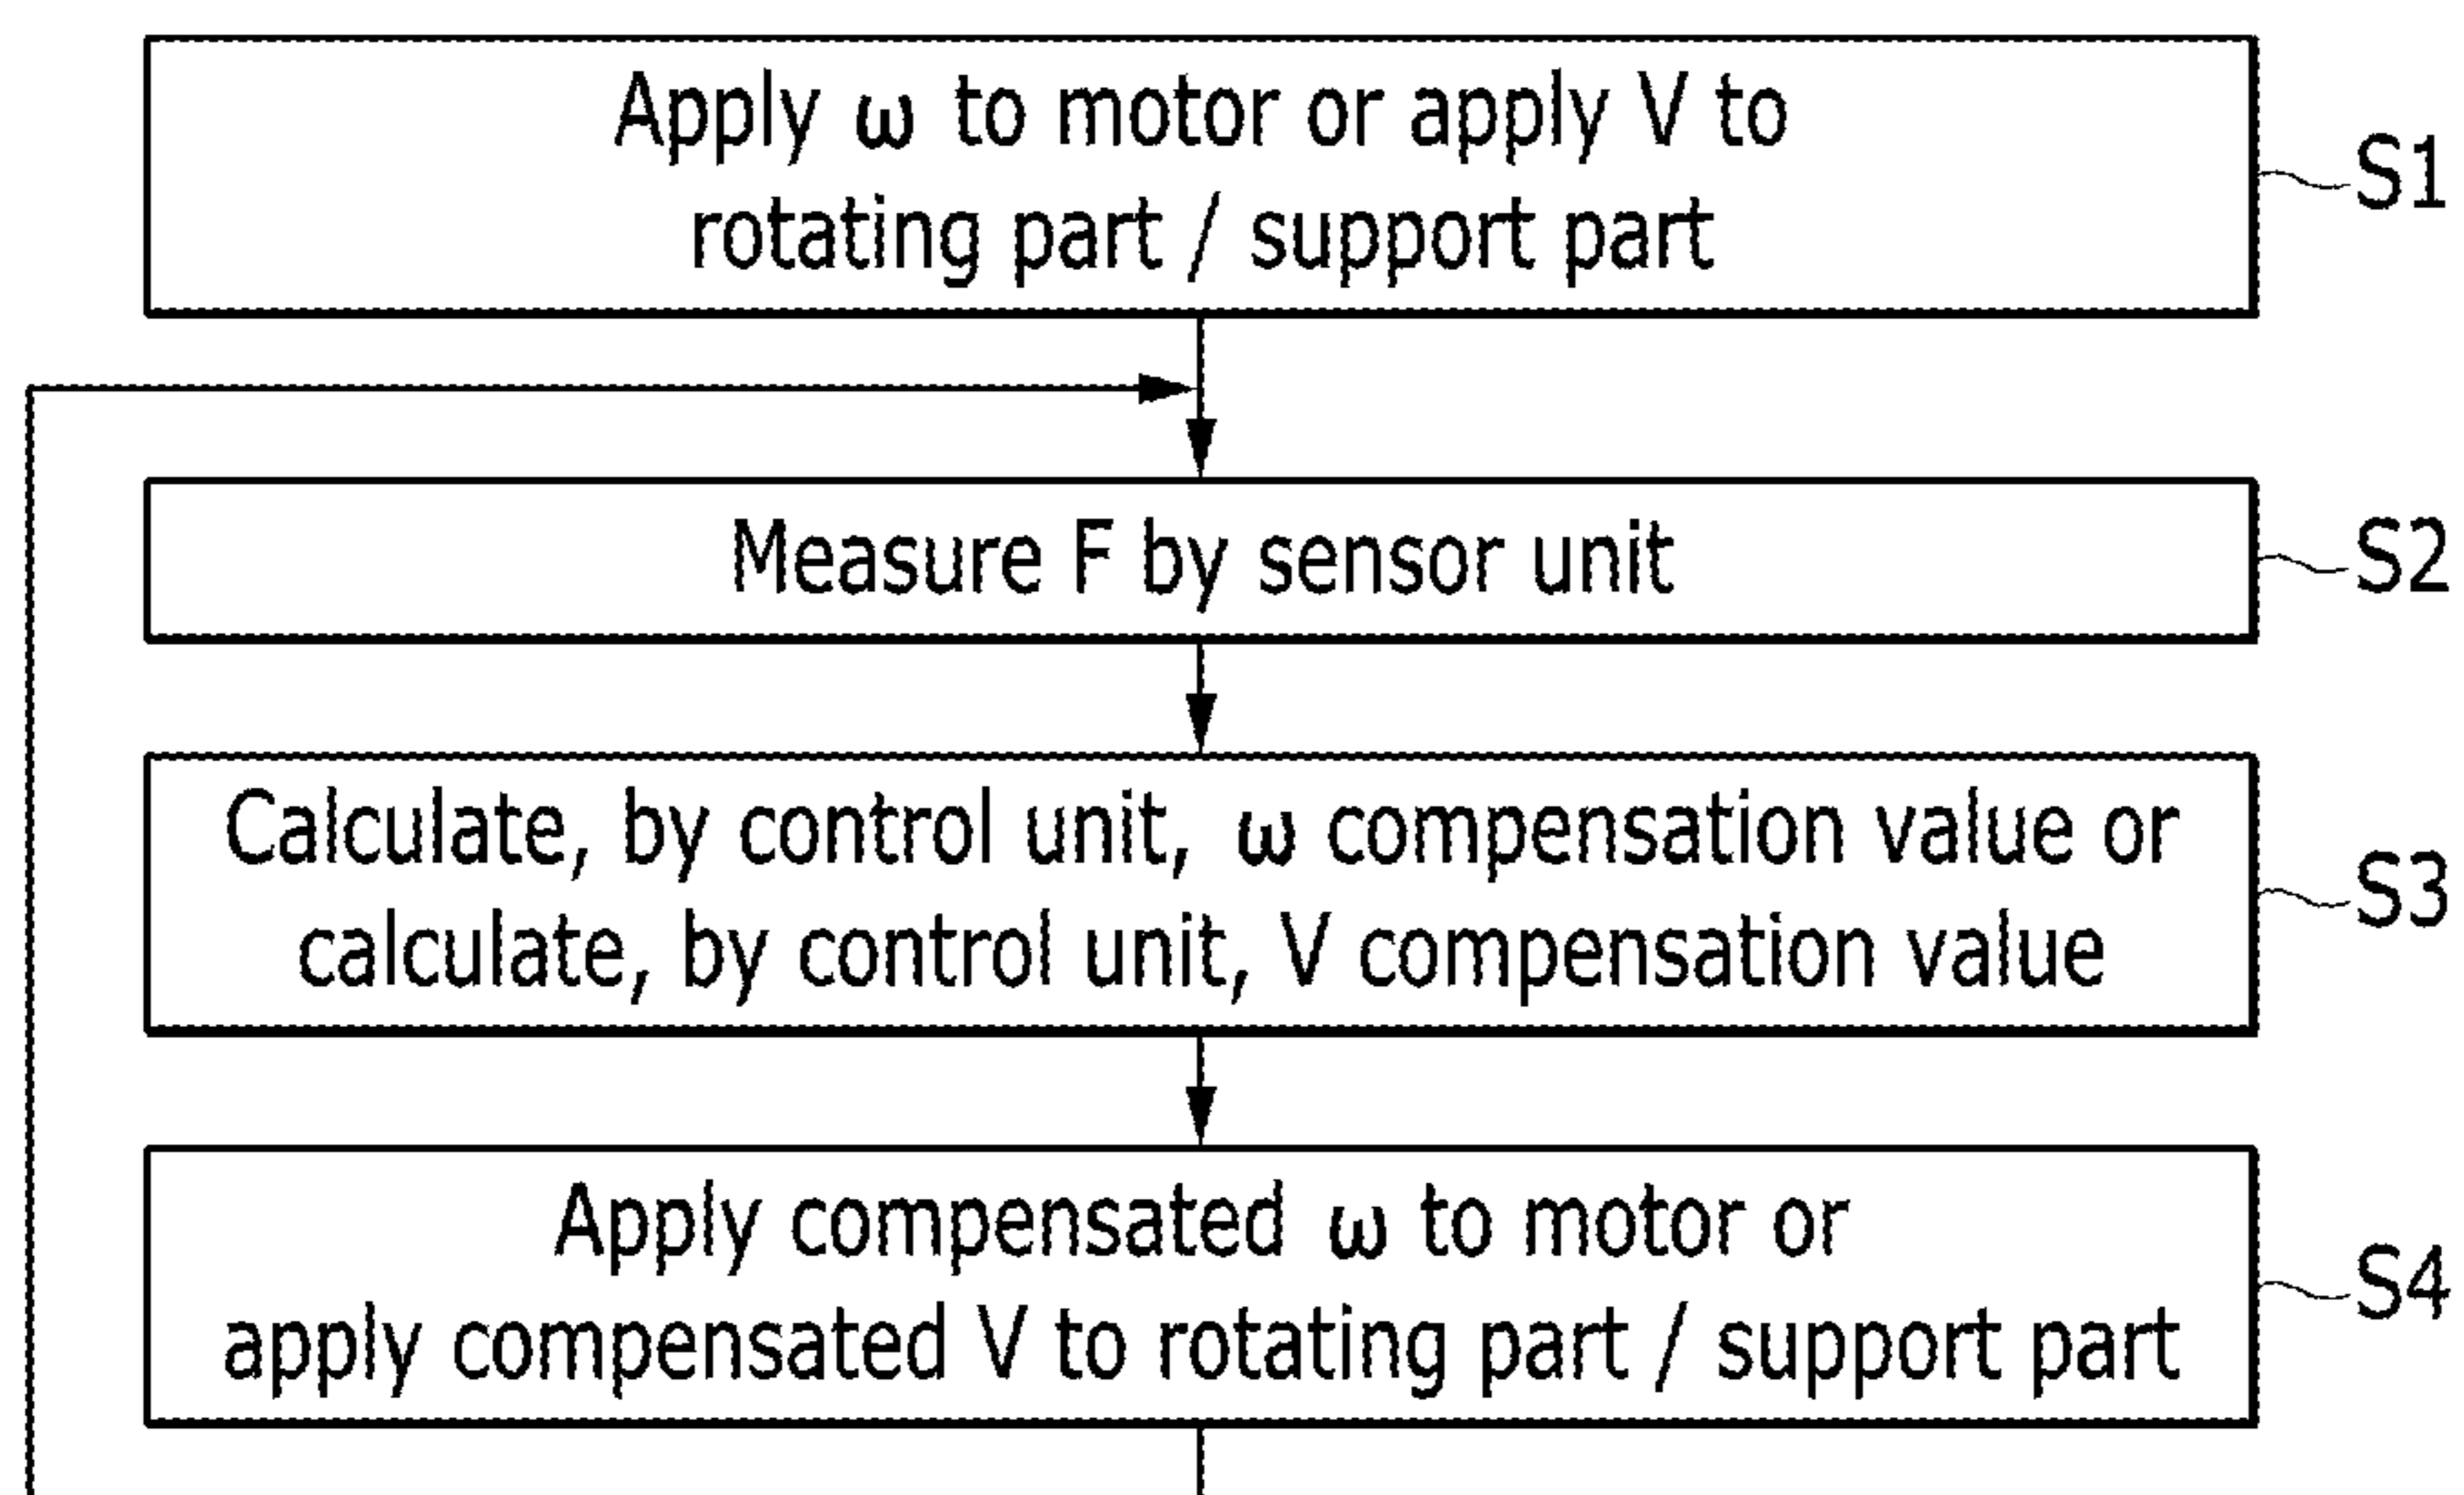 Apply ω to motor or apply V to
rotating part / support part
S1
Measure F by sensor unit
S2
Calculate, by control unit, ω compensation value or
calculate, by control unit, V compensation value
S3
Apply compensated ω to motor or
apply compensated V to rotating part / support part
S4